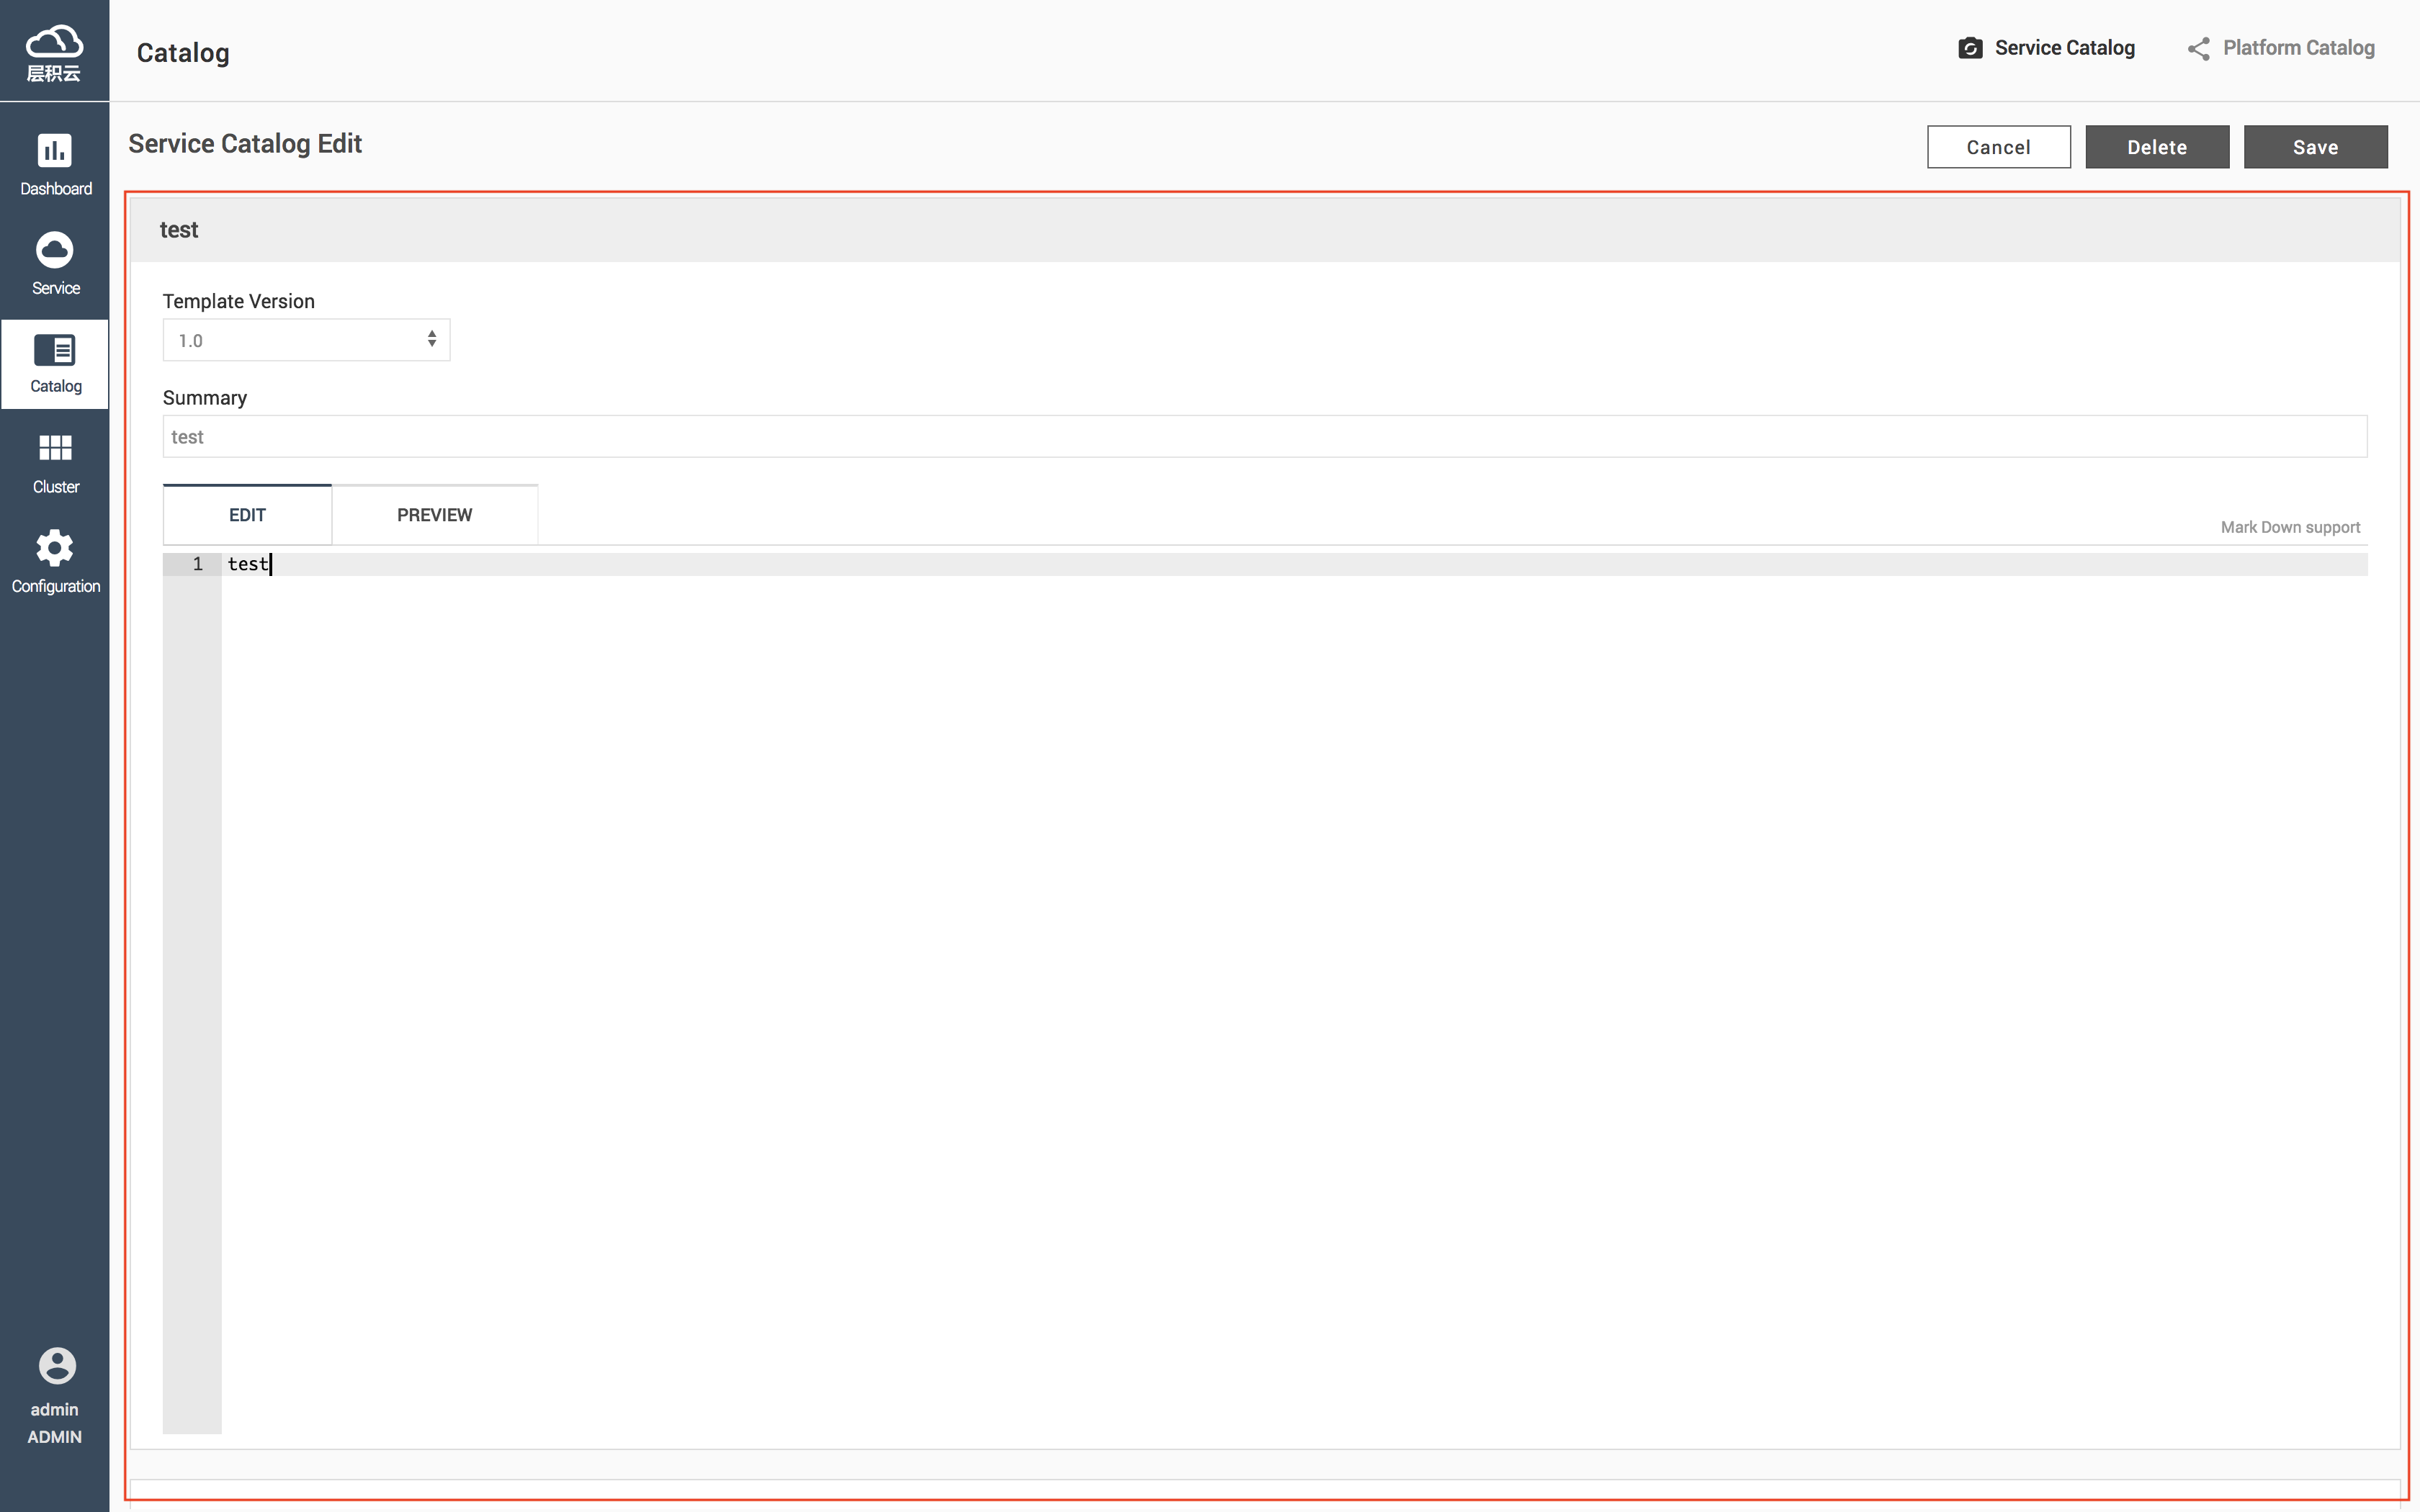 层积云
Catalog
Service Catalog
Platform Catalog
Dashboard
Service
Catalog
Cluster
Configuration
admin
ADMIN
Service Catalog Edit
Cancel
Delete
Save
test
Template Version
1.0
Summary
test
EDIT
PREVIEW
Mark Down support
1 test